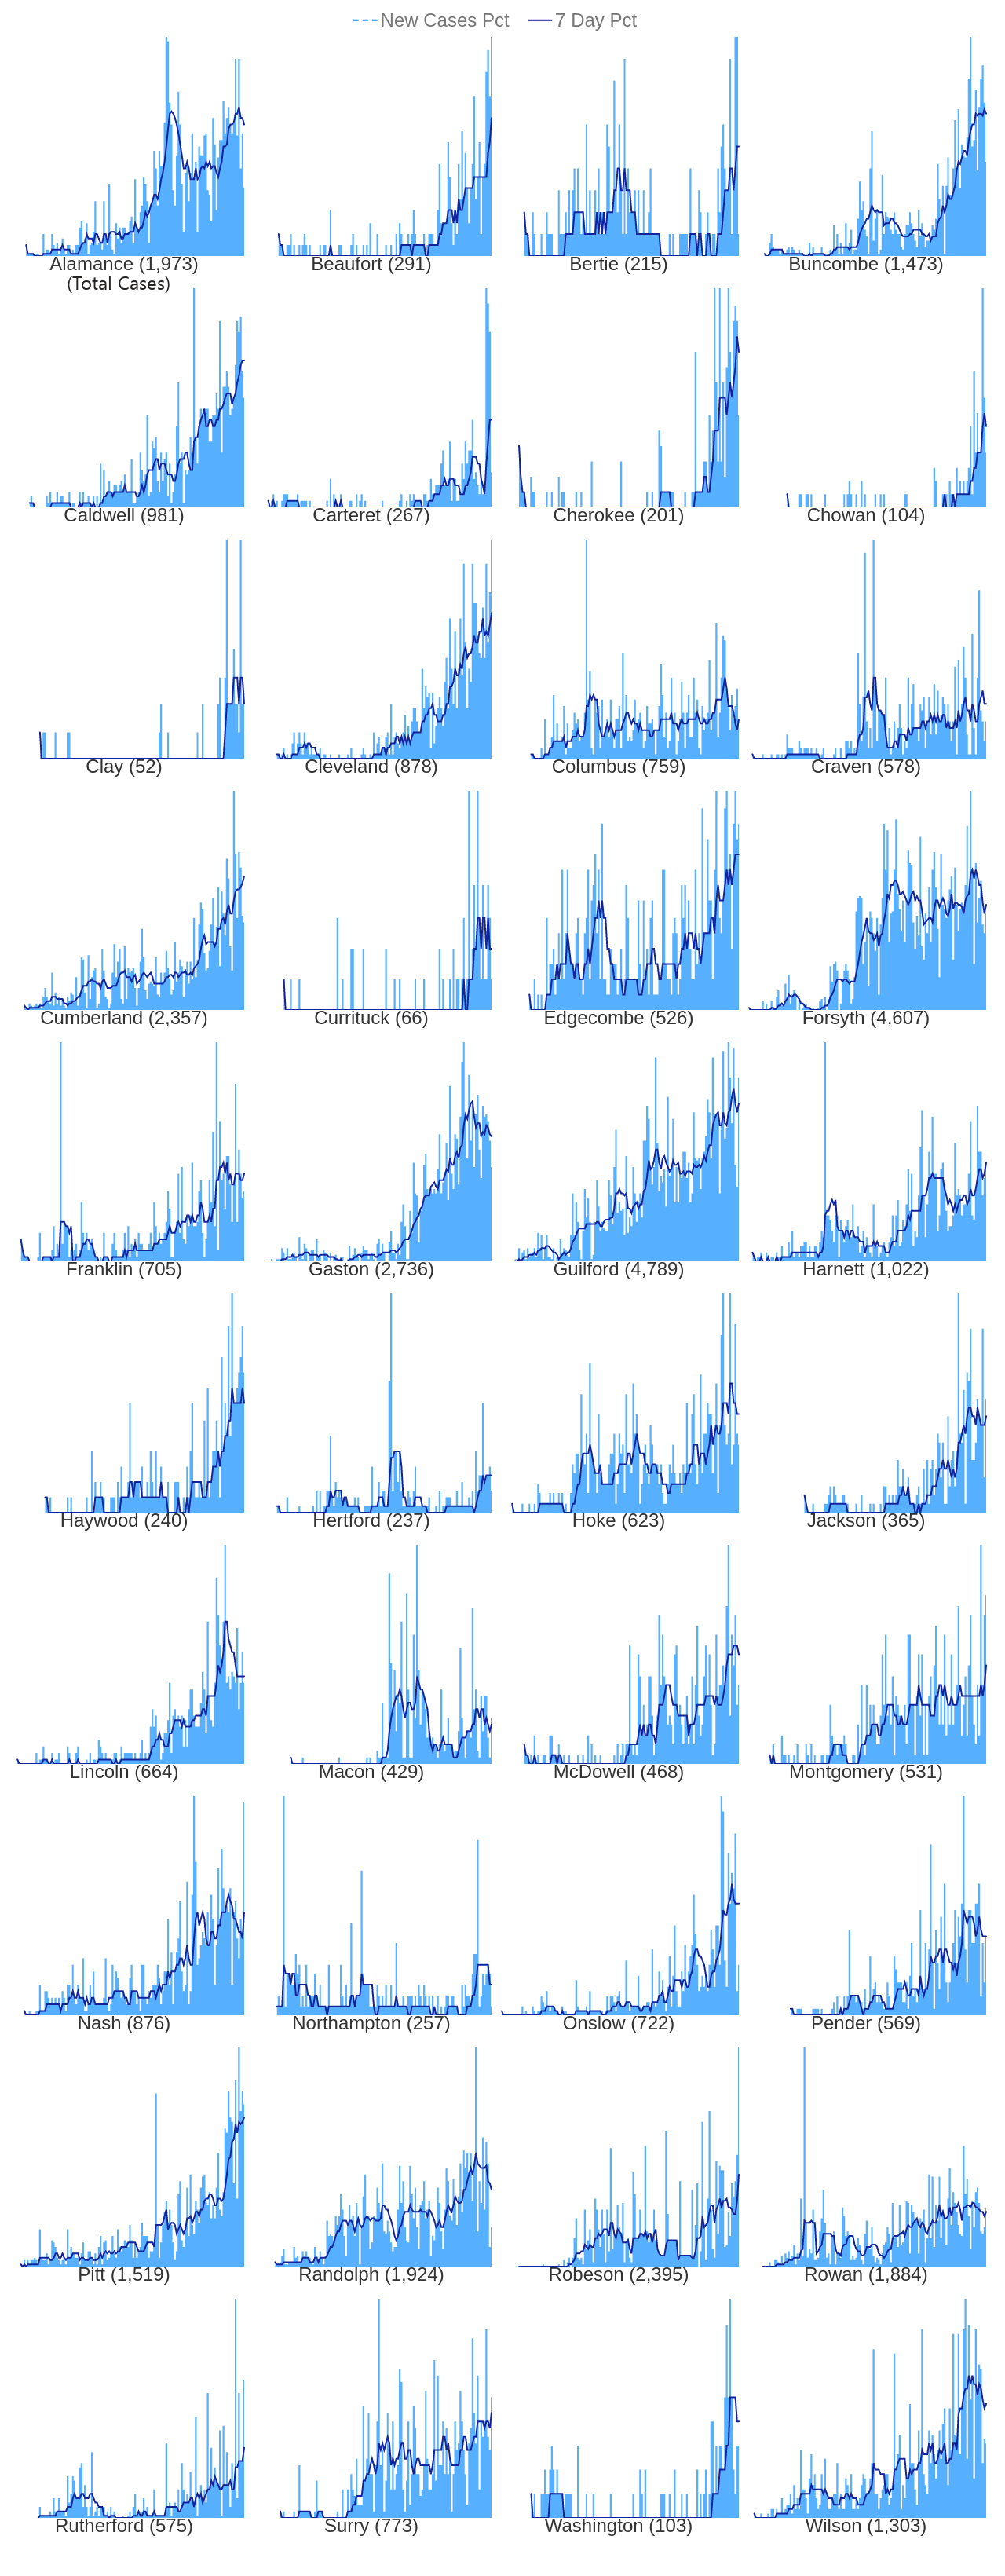 New Cases Pct 7 Day Pct
Alamance (1,973) Beaufort (291) Bertie (215) Buncombe (1,473)
(Total Cases)
Caldwell (981) Carteret (267) Cherokee (201) Chowan (104)
Clay (52) Cleveland (878) Columbus (759) Craven (578)
Cumberland (2,357) Currituck (66) Edgecombe (526) Forsyth (4,607)
Franklin (705) Gaston (2,736) Guilford (4,789) Harnett (1,022)
Haywood (240) Hertford (237) Hoke (623) Jackson (365)
Lincoln (664) Macon (429) McDowell (468) Montgomery (531)
Nash (876) Northampton (257) Onslow (722) Pender (569)
Pitt (1,519) Randolph (1,924) Robeson (2,395) Rowan (1,884)
Rutherford (575) Surry (773) Washington (103) Wilson (1,303)